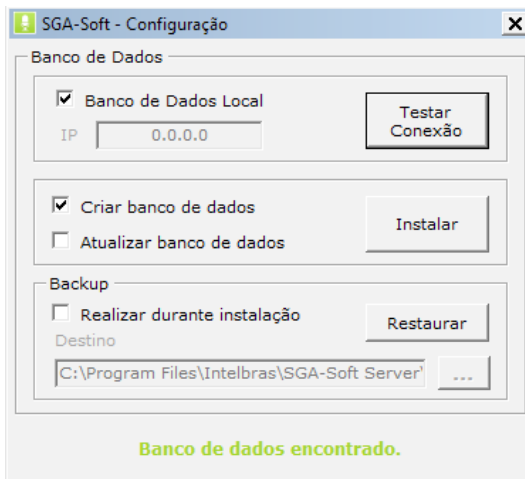 SGA-Soft - Configuração
Banco de Dados
Banco de Dados Local
IP 0.0.0.0
Testar
Conexão
Criar banco de dados
Atualizar banco de dados
Instalar
Backup
Realizar durante instalação
Restaurar
Destino
C:\Program Files\Intelbras\SGA-Soft Server\
...
Banco de dados encontrado.